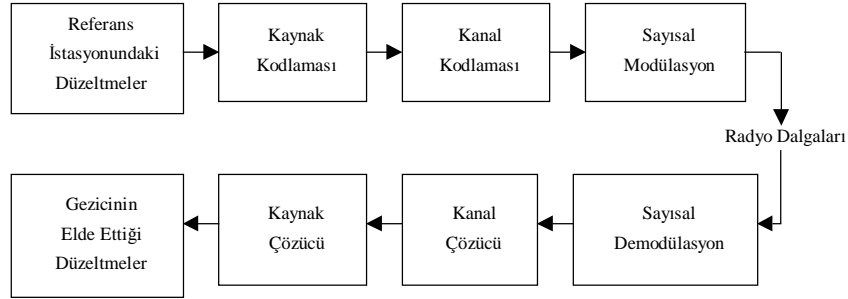 Referans
İstasyonundaki
Düzeltmeler
Kaynak
Kodlaması
Kanal
Kodlaması
Sayısal
Modülasyon
Radyo Dalgaları
Sayısal
Demodülasyon
Kanal
Çözücü
Kaynak
Çözücü
Gezicinin
Elde Ettiği
Düzeltmeler